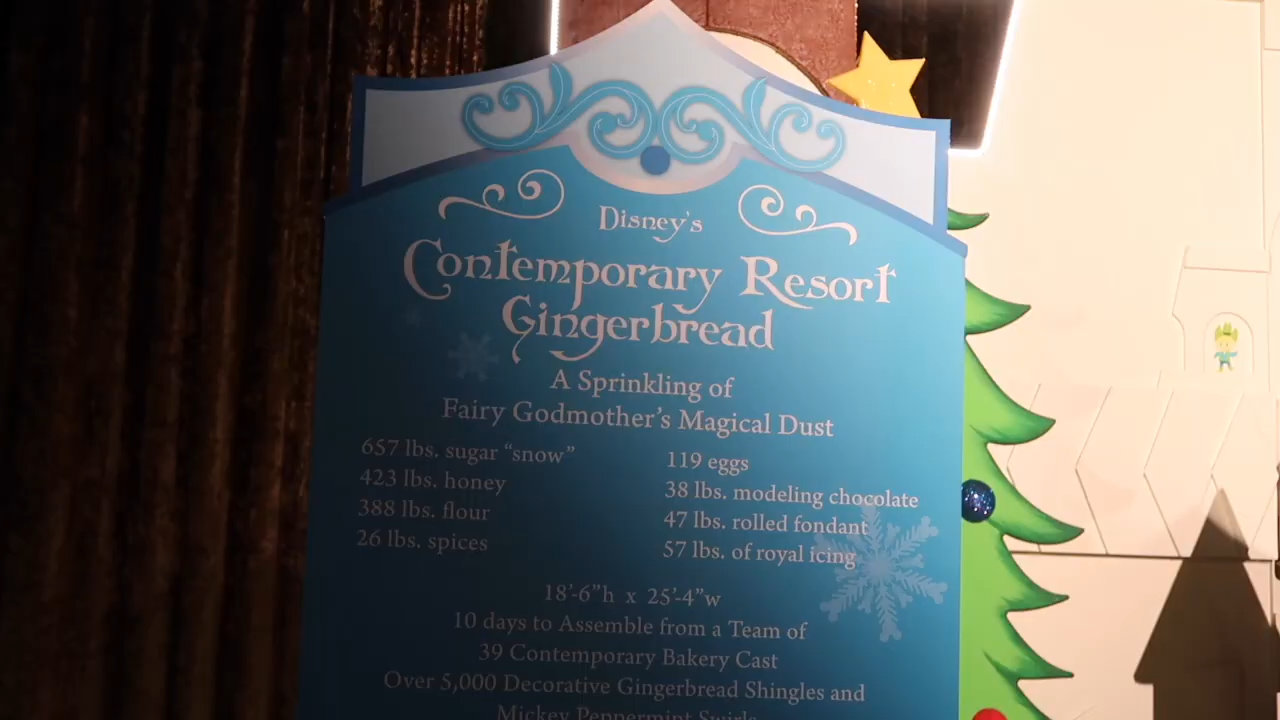 Disney's
Contemporary Resort
Gingerbread
A Sprinkling of
Fairy Godmother's Magical Dust
657 lbs. sugar "snow"
423 lbs. honey
388 lbs. flour
26 lbs. spices
119 eggs
38 lbs. modeling chocolate
47 lbs. rolled fondant
57 lbs. of royal icing
18'-6"h x 25'-4"w
10 days to Assemble from a Team of
39 Contemporary Bakery Cast
Over 5,000 Decorative Gingerbread Shingles and
Mickey Peppermint Swirls